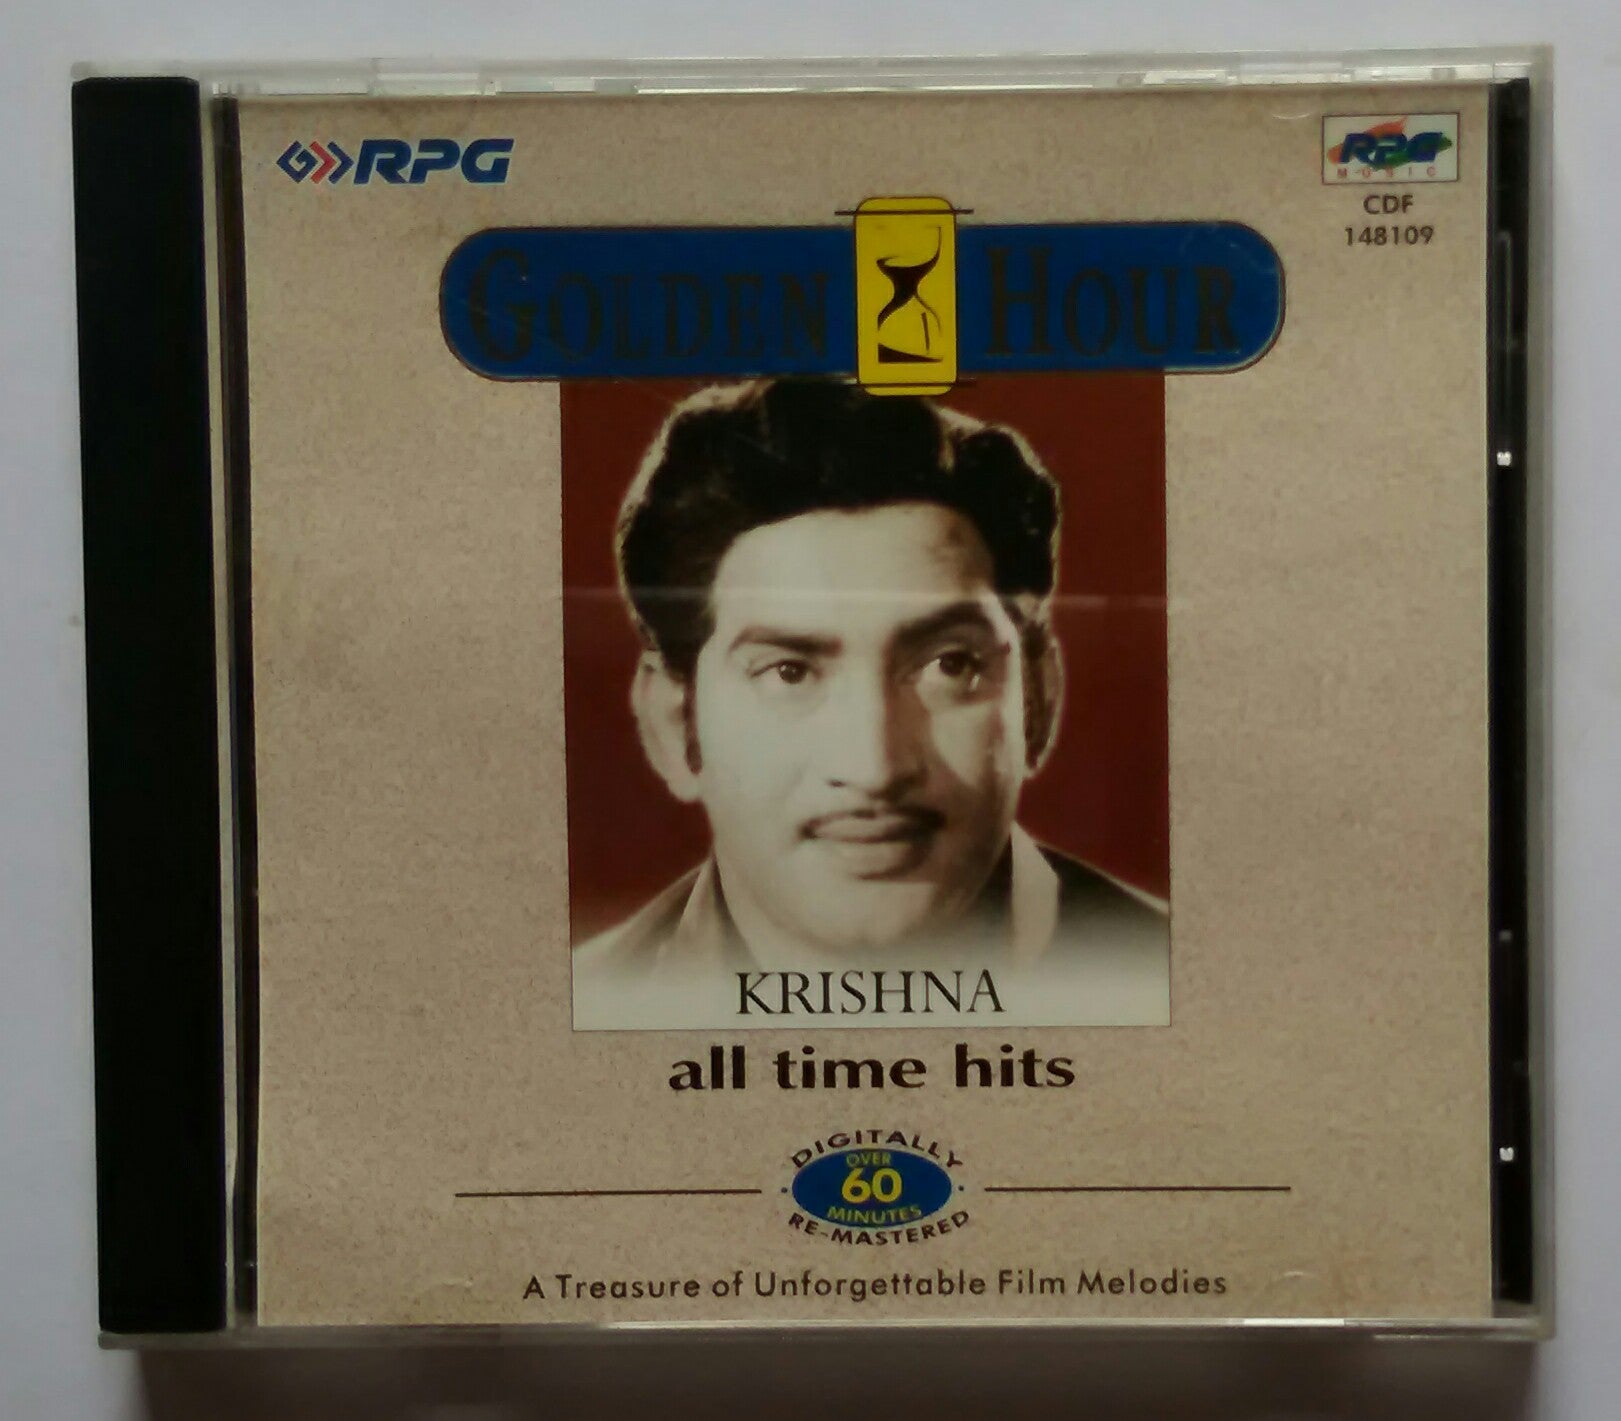 RPG
RPG
MUSIC
CDF
148109
GOLDEN HOUR
KRISHNA
all time hits
DIGITALLY
OVER
60
MINUTES
RE-MASTERED
A Treasure of Unforgettable Film Melodies